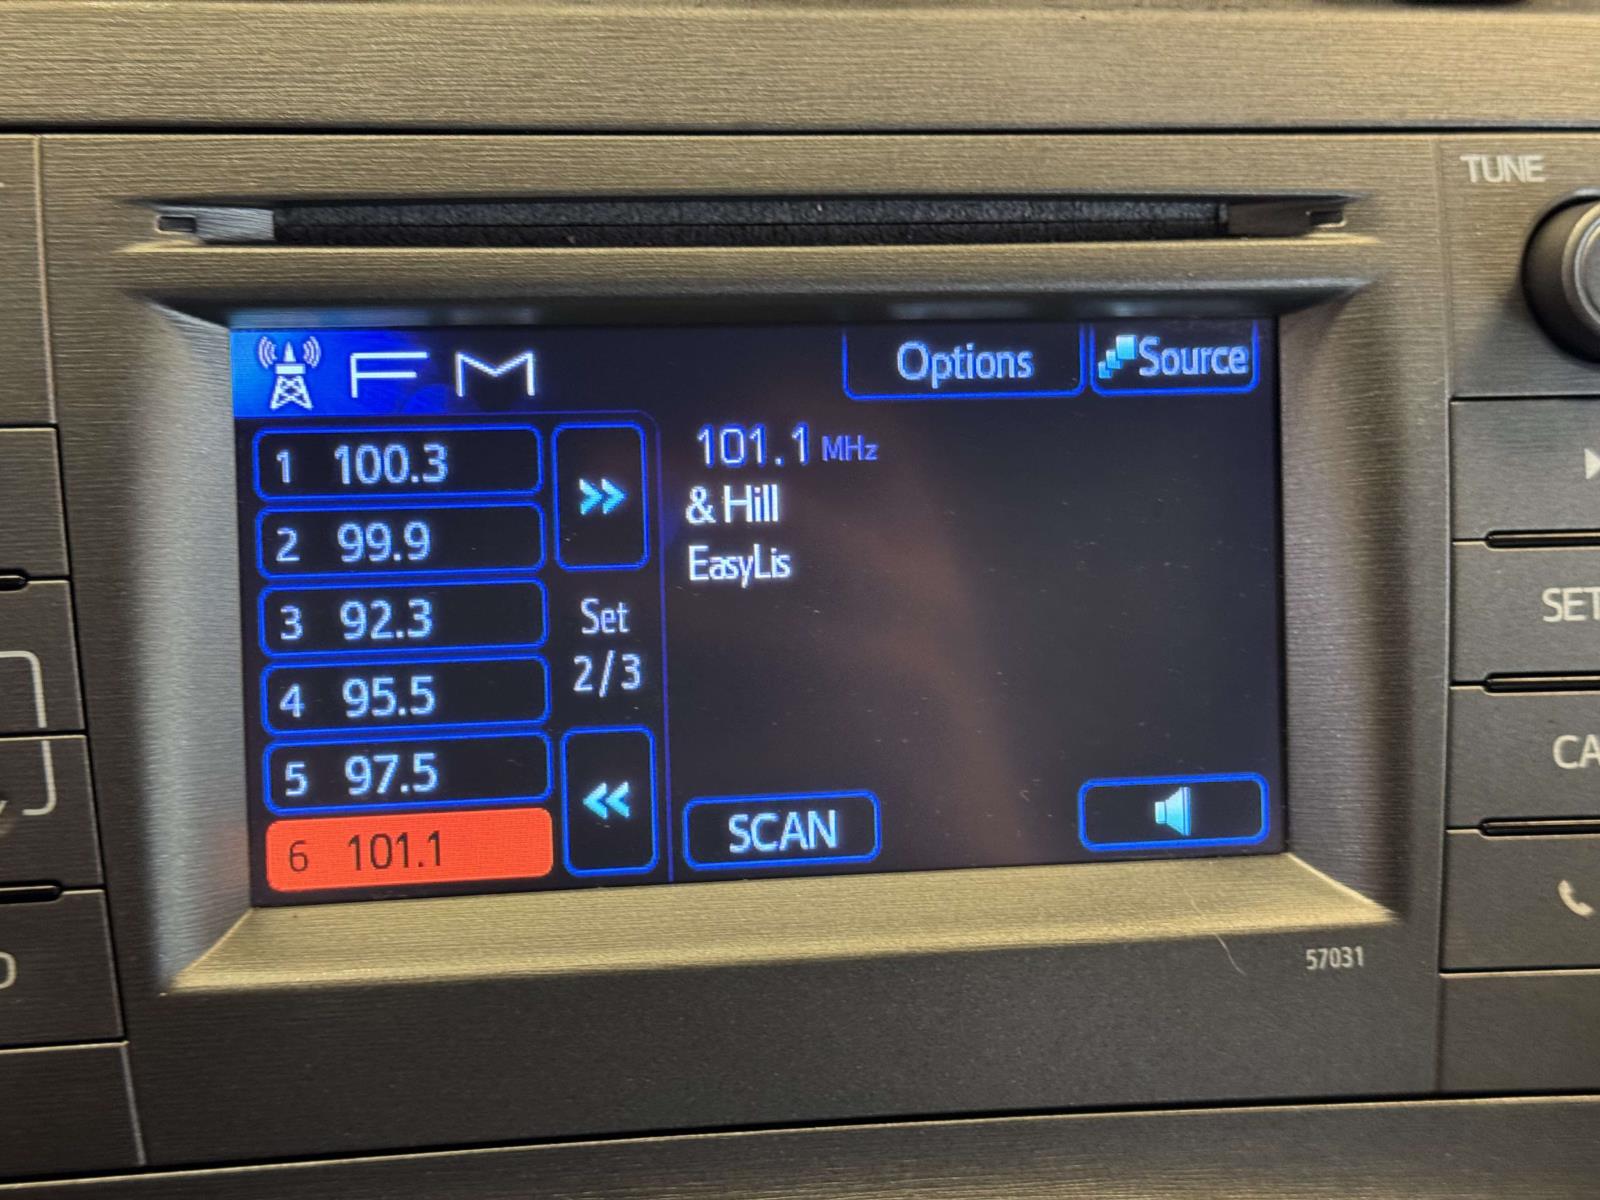 TUNE
FM
Options
Source
1 100.3
2 99.9
3 92.3
4 95.5
5 97.5
6 101.1
Set
2/3
101.1 MHz
& Hill
EasyLis
SCAN
SET
CA
57031